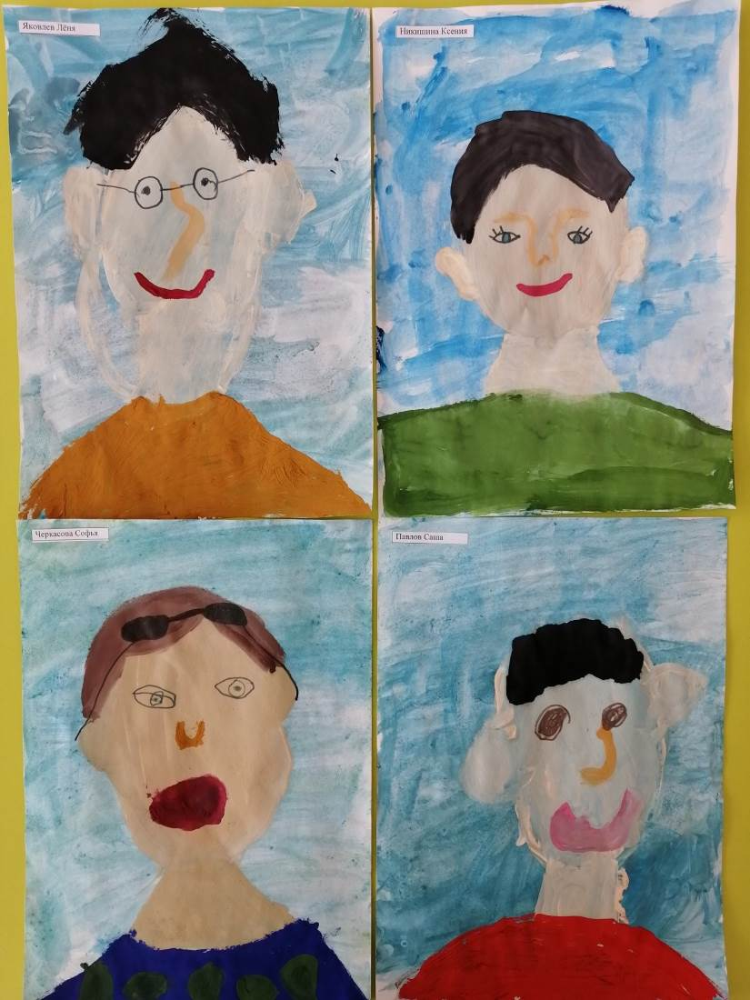 Яковлев Лёня
Никишина Ксения
Черкасова Софья
Павлов Саша